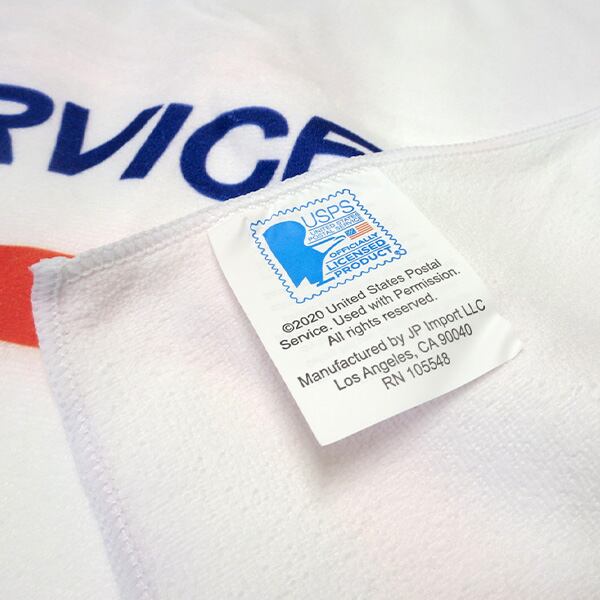 RVICE
USPS
UNITED STATES
POSTAL SERVICE
OFFICIALLY
LICENSED
PRODUCT
©2020 United States Postal
Service. Used with Permission.
All rights reserved.
Manufactured by JP Import LLC
Los Angeles, CA 90040
RN 105548